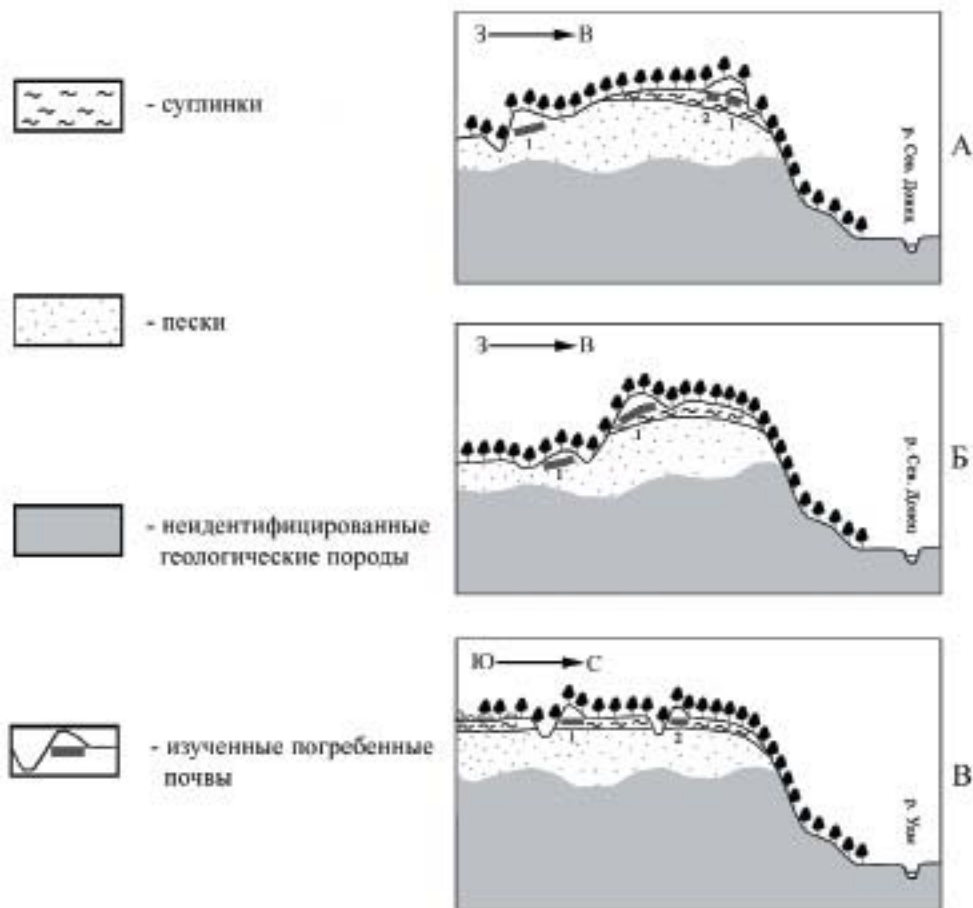 - суглинки
- пески
- неидентифицированные
геологические породы
- изученные погребенные
почвы
З В
1
2 1
р. Сев. Донец
А
З В
1
1
р. Сев. Донец
Б
Ю С
1
2
р. Уды
В